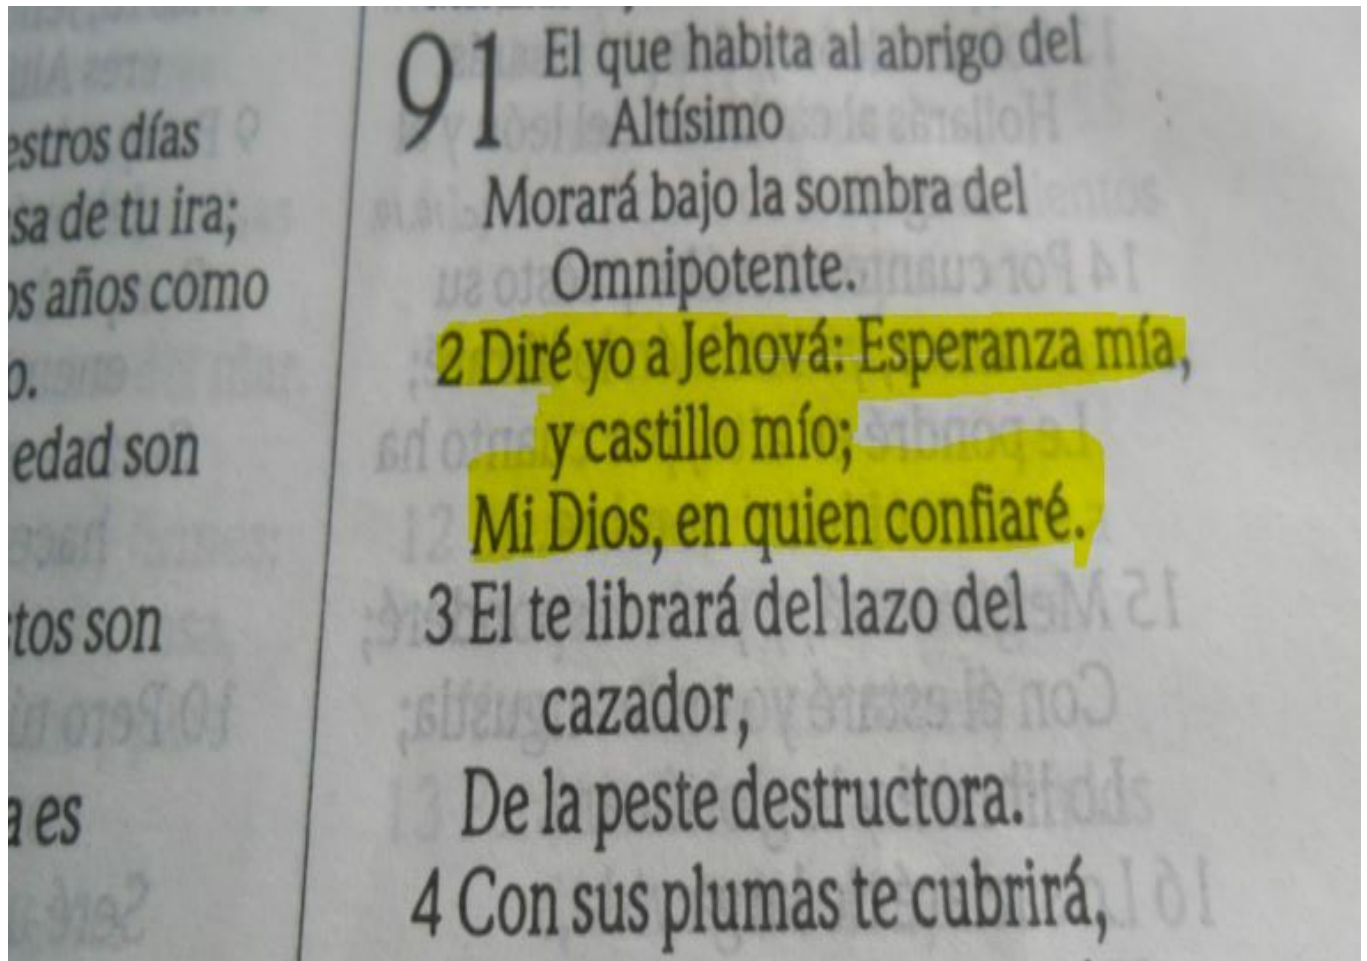 estros días
sa de tu ira;
os años como
o.
edad son
tos son
a es
91 El que habita al abrigo del
Altísimo
Morará bajo la sombra del
Omnipotente.
2 Diré yo a Jehová: Esperanza mía,
y castillo mío;
Mi Dios, en quien confiaré.
3 El te librará del lazo del
cazador,
De la peste destructora.
4 Con sus plumas te cubrirá,